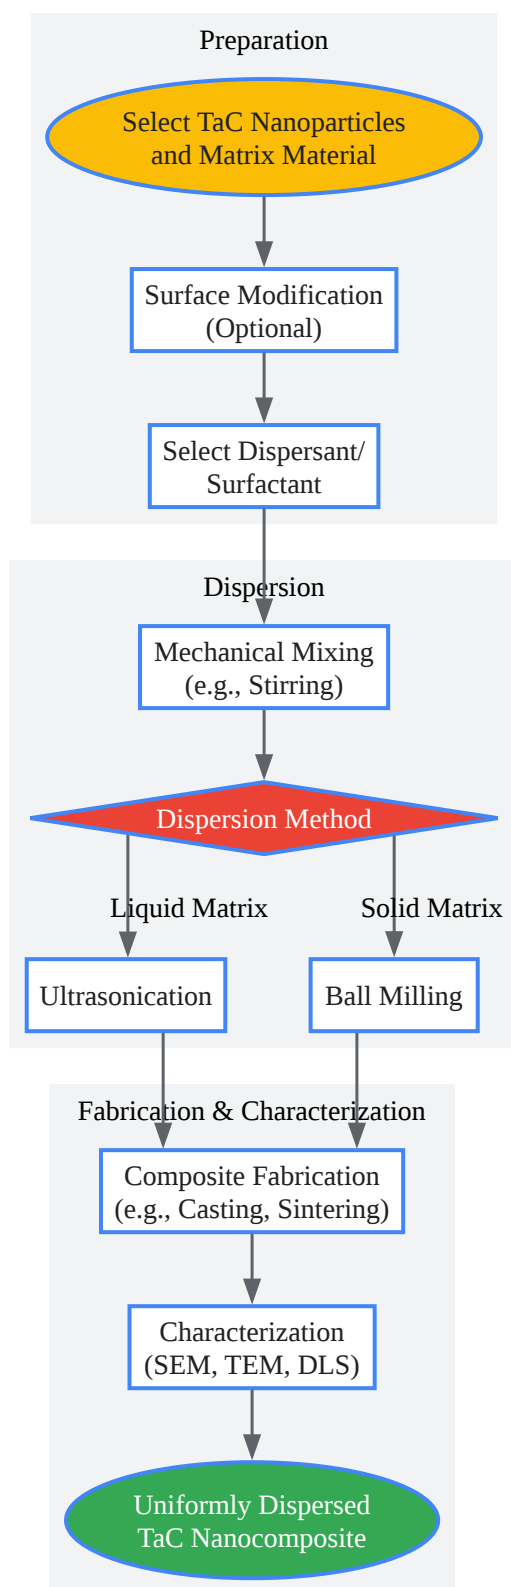 Preparation
Select TaC Nanoparticles
and Matrix Material
Surface Modification
(Optional)
Select Dispersant/
Surfactant
Dispersion
Mechanical Mixing
(e.g., Stirring)
Dispersion Method
Liquid Matrix
Solid Matrix
Ultrasonication
Ball Milling
Fabrication & Characterization
Composite Fabrication
(e.g., Casting, Sintering)
Characterization
(SEM, TEM, DLS)
Uniformly Dispersed
TaC Nanocomposite